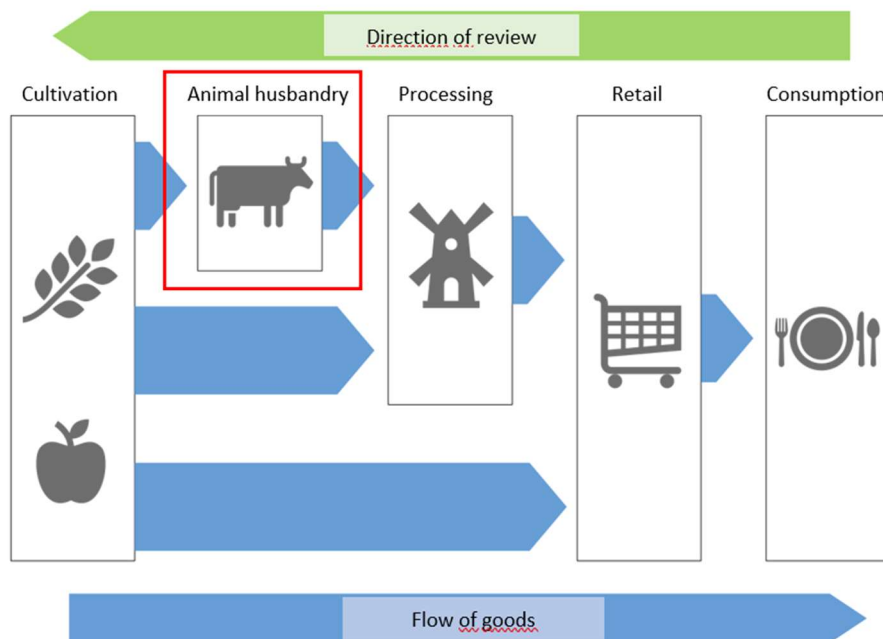 Direction of review
Cultivation
Animal husbandry
Processing
Retail
Consumption
Flow of goods